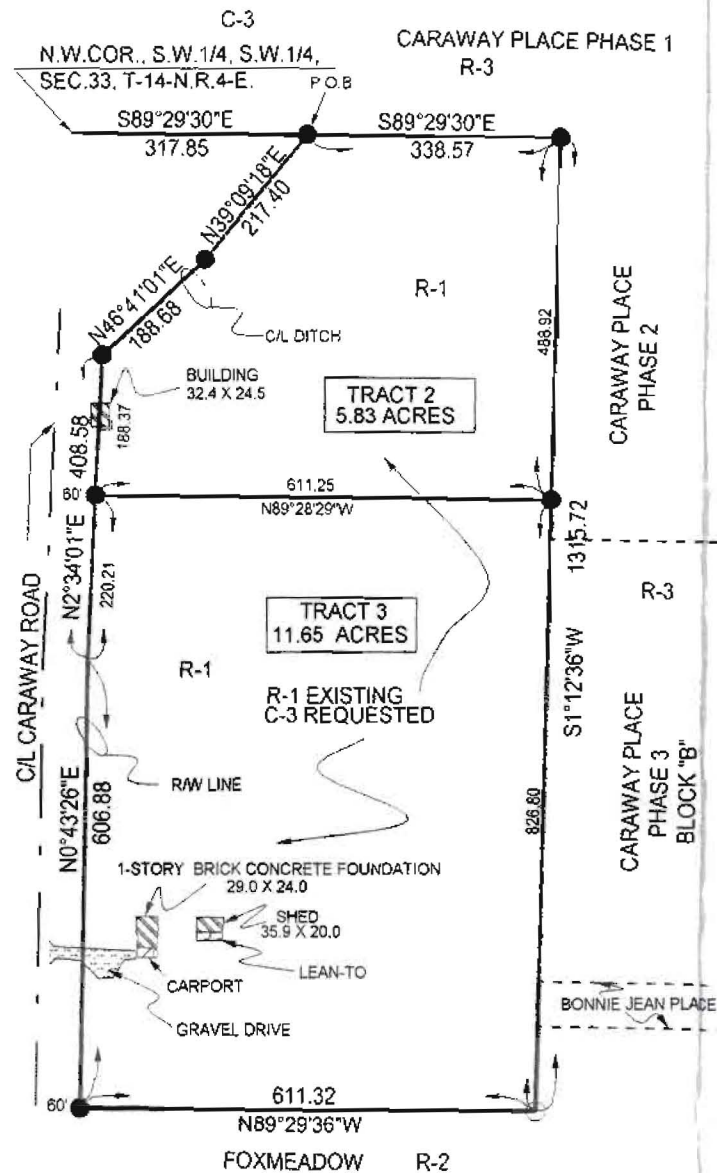 C-3
CARAWAY PLACE PHASE 1
R-3
N.W.COR., S.W.1/4, S.W.1/4,
SEC.33, T-14-N.R.4-E.
P.O.B
S89°29'30"E
317.85
S89°29'30"E
338.57
N39°09'18"E
217.40
N46°41'01"E
188.68
C/L DITCH
R-1
488.92
CARAWAY PLACE
PHASE 2
BUILDING
32.4 X 24.5
TRACT 2
5.83 ACRES
408.58
188.37
60'
611.25
N89°28'29"W
1315.72
N2°34'01"E
220.21
C/L CARAWAY ROAD
TRACT 3
11.65 ACRES
R-3
R-1
R-1 EXISTING
C-3 REQUESTED
S1°12'36"W
R/W LINE
N0°43'26"E
606.88
826.80
CARAWAY PLACE
PHASE 3
BLOCK "B"
1-STORY BRICK CONCRETE FOUNDATION
29.0 X 24.0
SHED
35.9 X 20.0
LEAN-TO
CARPORT
GRAVEL DRIVE
BONNIE JEAN PLACE
60'
611.32
N89°29'36"W
FOXMEADOW R-2